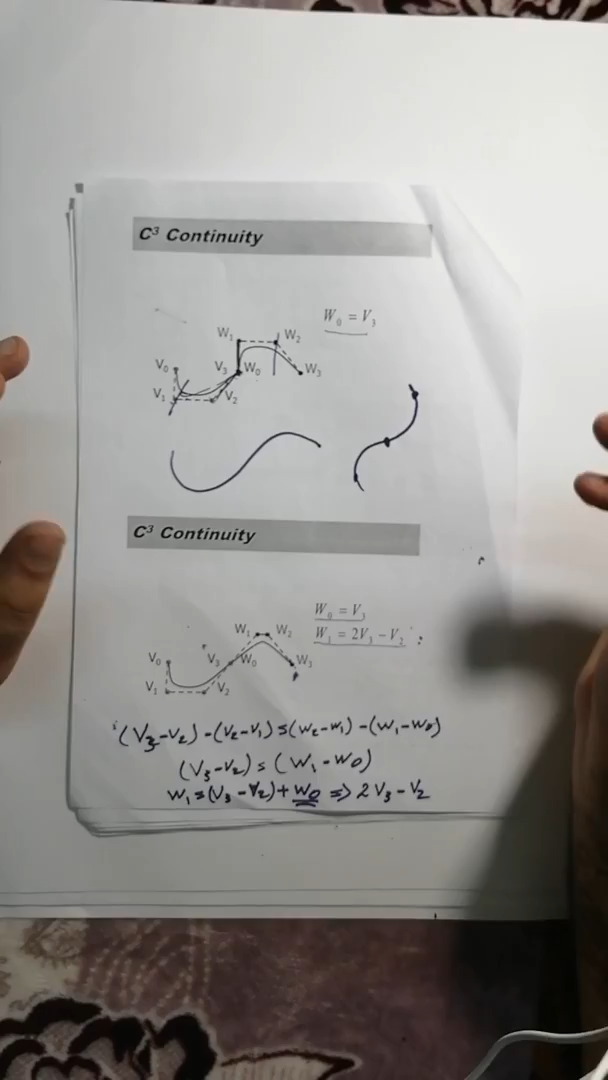 C³ Continuity
W₀ = V₃
W₁ W₂
V₀ V₃ W₀ W₃
V₁ V₂
C³ Continuity
W₀ = V₃
W₁ = 2V₃ − V₂
W₁ W₂
V₀ V₃ W₀ W₃
V₁ V₂
(V₃−V₂) − (V₂−V₁) = (W₂−W₁) − (W₁−W₀)
(V₃−V₂) = (W₁−W₀)
W₁ = (V₃−V₂) + W₀ ⇒ 2V₃−V₂